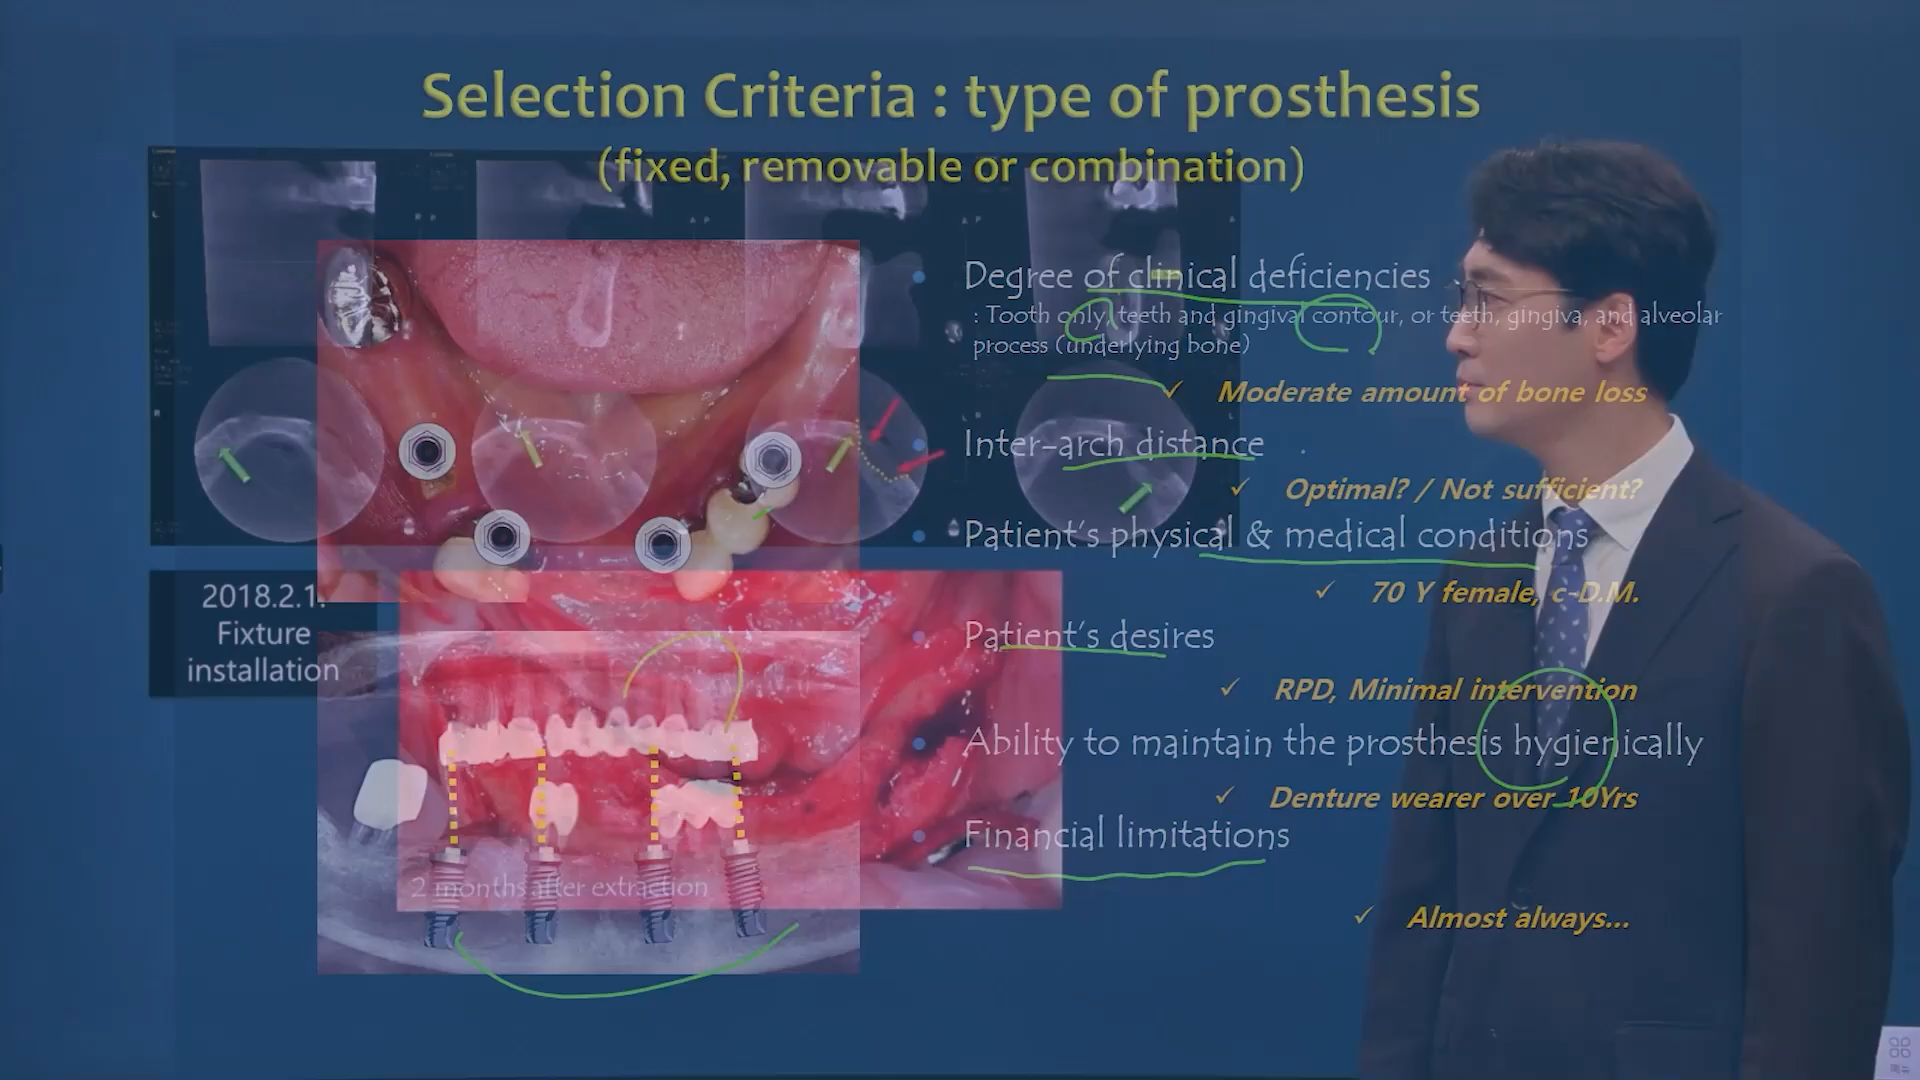 Selection Criteria : type of prosthesis
(fixed, removable or combination)
Degree of clinical deficiencies
: Tooth only, teeth and gingival contour, or teeth, gingiva, and alveolar
process (underlying bone)
✓ Moderate amount of bone loss
Inter-arch distance
✓ Optimal? / Not sufficient?
Patient's physical & medical conditions
✓ 70 Y female, c-D.M.
Patient's desires
✓ RPD, Minimal intervention
Ability to maintain the prosthesis hygienically
✓ Denture wearer over 10Yrs
Financial limitations
✓ Almost always...
2018.2.1.
Fixture
installation
2 months after extraction